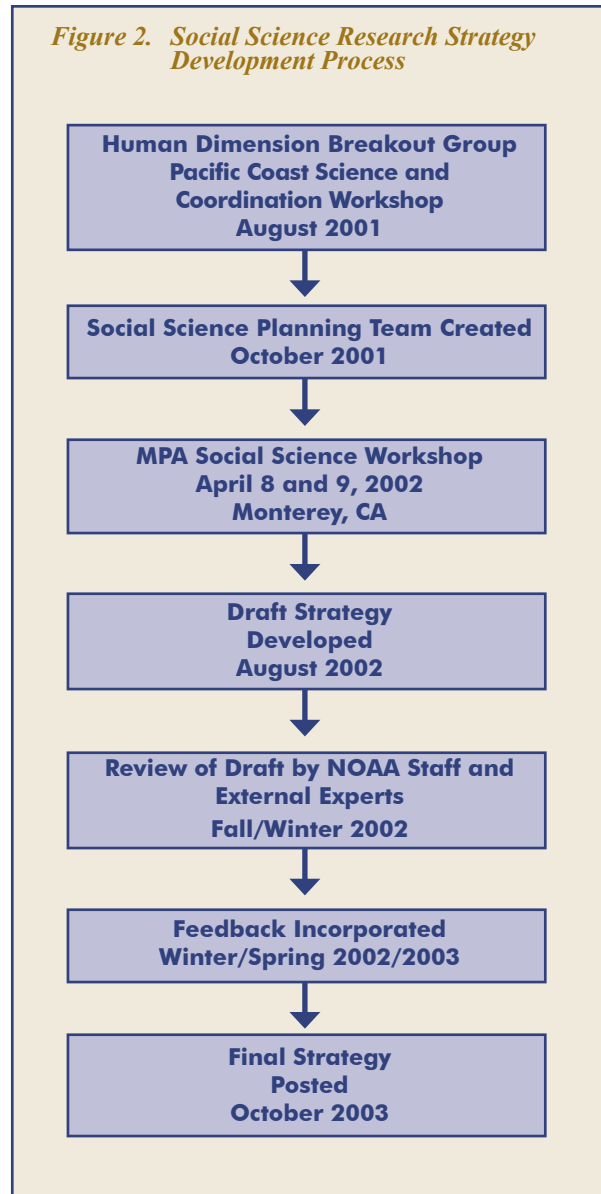 Figure 2. Social Science Research Strategy
Development Process
Human Dimension Breakout Group
Pacific Coast Science and
Coordination Workshop
August 2001
Social Science Planning Team Created
October 2001
MPA Social Science Workshop
April 8 and 9, 2002
Monterey, CA
Draft Strategy
Developed
August 2002
Review of Draft by NOAA Staff and
External Experts
Fall/Winter 2002
Feedback Incorporated
Winter/Spring 2002/2003
Final Strategy
Posted
October 2003